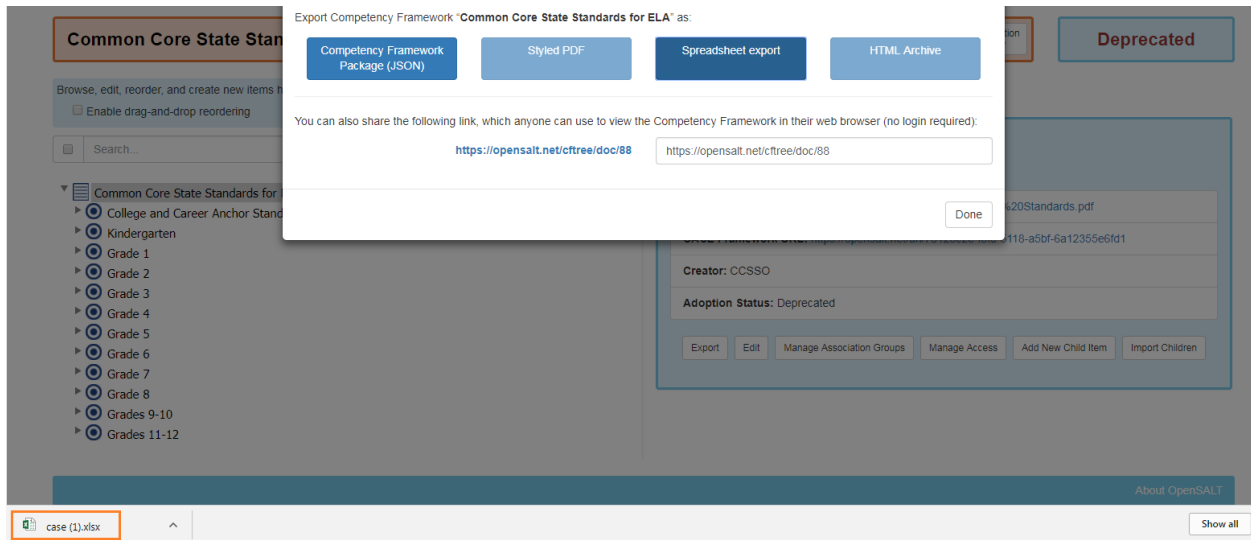 Export Competency Framework “Common Core State Standards for ELA” as:
Competency Framework
Package (JSON)
Styled PDF
Spreadsheet export
HTML Archive
You can also share the following link, which anyone can use to view the Competency Framework in their web browser (no login required):
https://opensalt.net/cftree/doc/88
https://opensalt.net/cftree/doc/88
Done
Common Core State Stan
tion
Deprecated
Browse, edit, reorder, and create new items h
Enable drag-and-drop reordering
Search...
Common Core State Standards for
College and Career Anchor Stand
Kindergarten
Grade 1
Grade 2
Grade 3
Grade 4
Grade 5
Grade 6
Grade 7
Grade 8
Grades 9-10
Grades 11-12
%20Standards.pdf
118-a5bf-6a12355e6fd1
Creator: CCSSO
Adoption Status: Deprecated
Export
Edit
Manage Association Groups
Manage Access
Add New Child Item
Import Children
About OpenSALT
case (1).xlsx
Show all